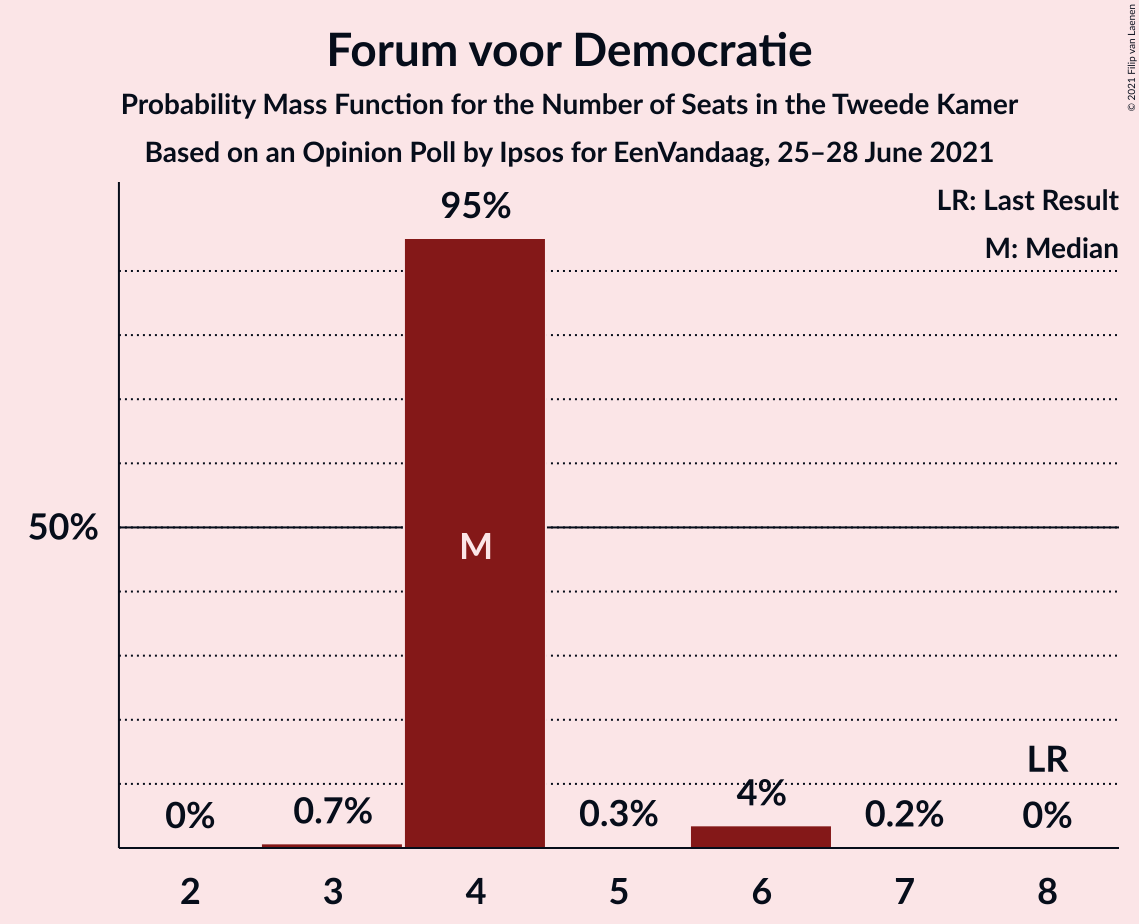 Forum voor Democratie
Probability Mass Function for the Number of Seats in the Tweede Kamer
Based on an Opinion Poll by Ipsos for EenVandaag, 25–28 June 2021
© 2021 Filip van Laenen
LR: Last Result
M: Median
95%
50%
M
LR
0%
0.7%
0.3%
4%
0.2%
0%
2 3 4 5 6 7 8